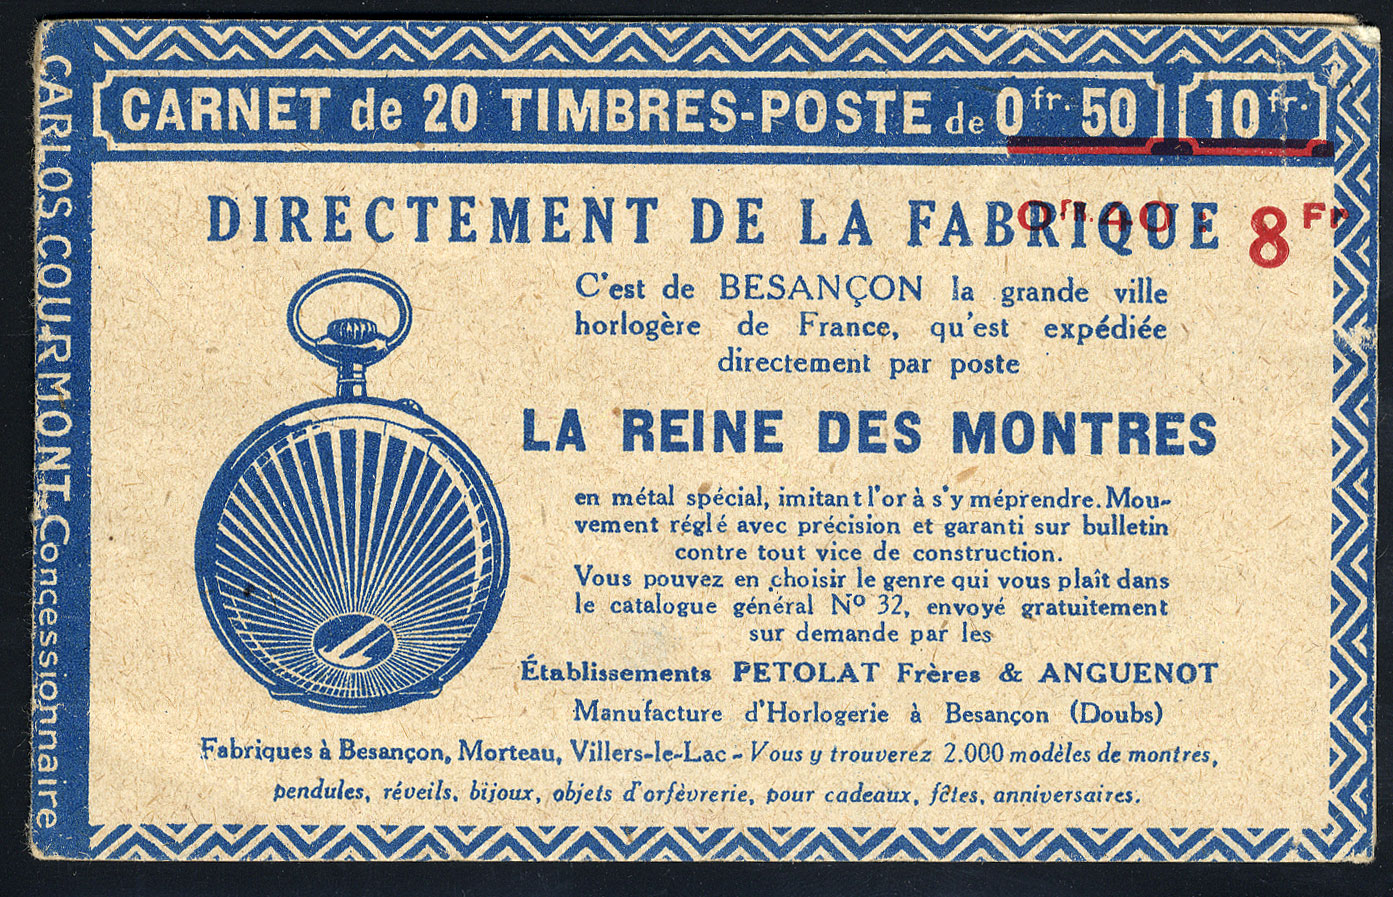 CARLOS COURMONT Concessionnaire
CARNET de 20 TIMBRES-POSTE de 0fr. 50 10fr.
DIRECTEMENT DE LA FABRIQUE
0fr. 40 : 8Fr
C'est de BESANÇON la grande ville
horlogère de France, qu'est expédiée
directement par poste
LA REINE DES MONTRES
en métal spécial, imitant l'or à s'y méprendre. Mou-
vement réglé avec précision et garanti sur bulletin
contre tout vice de construction.
Vous pouvez en choisir le genre qui vous plaît dans
le catalogue général Nº 32, envoyé gratuitement
sur demande par les
Établissements PETOLAT Frères & ANGUENOT
Manufacture d'Horlogerie à Besançon (Doubs)
Fabriques à Besançon, Morteau, Villers-le-Lac - Vous y trouverez 2.000 modèles de montres,
pendules, réveils, bijoux, objets d'orfèvrerie, pour cadeaux, fêtes, anniversaires.